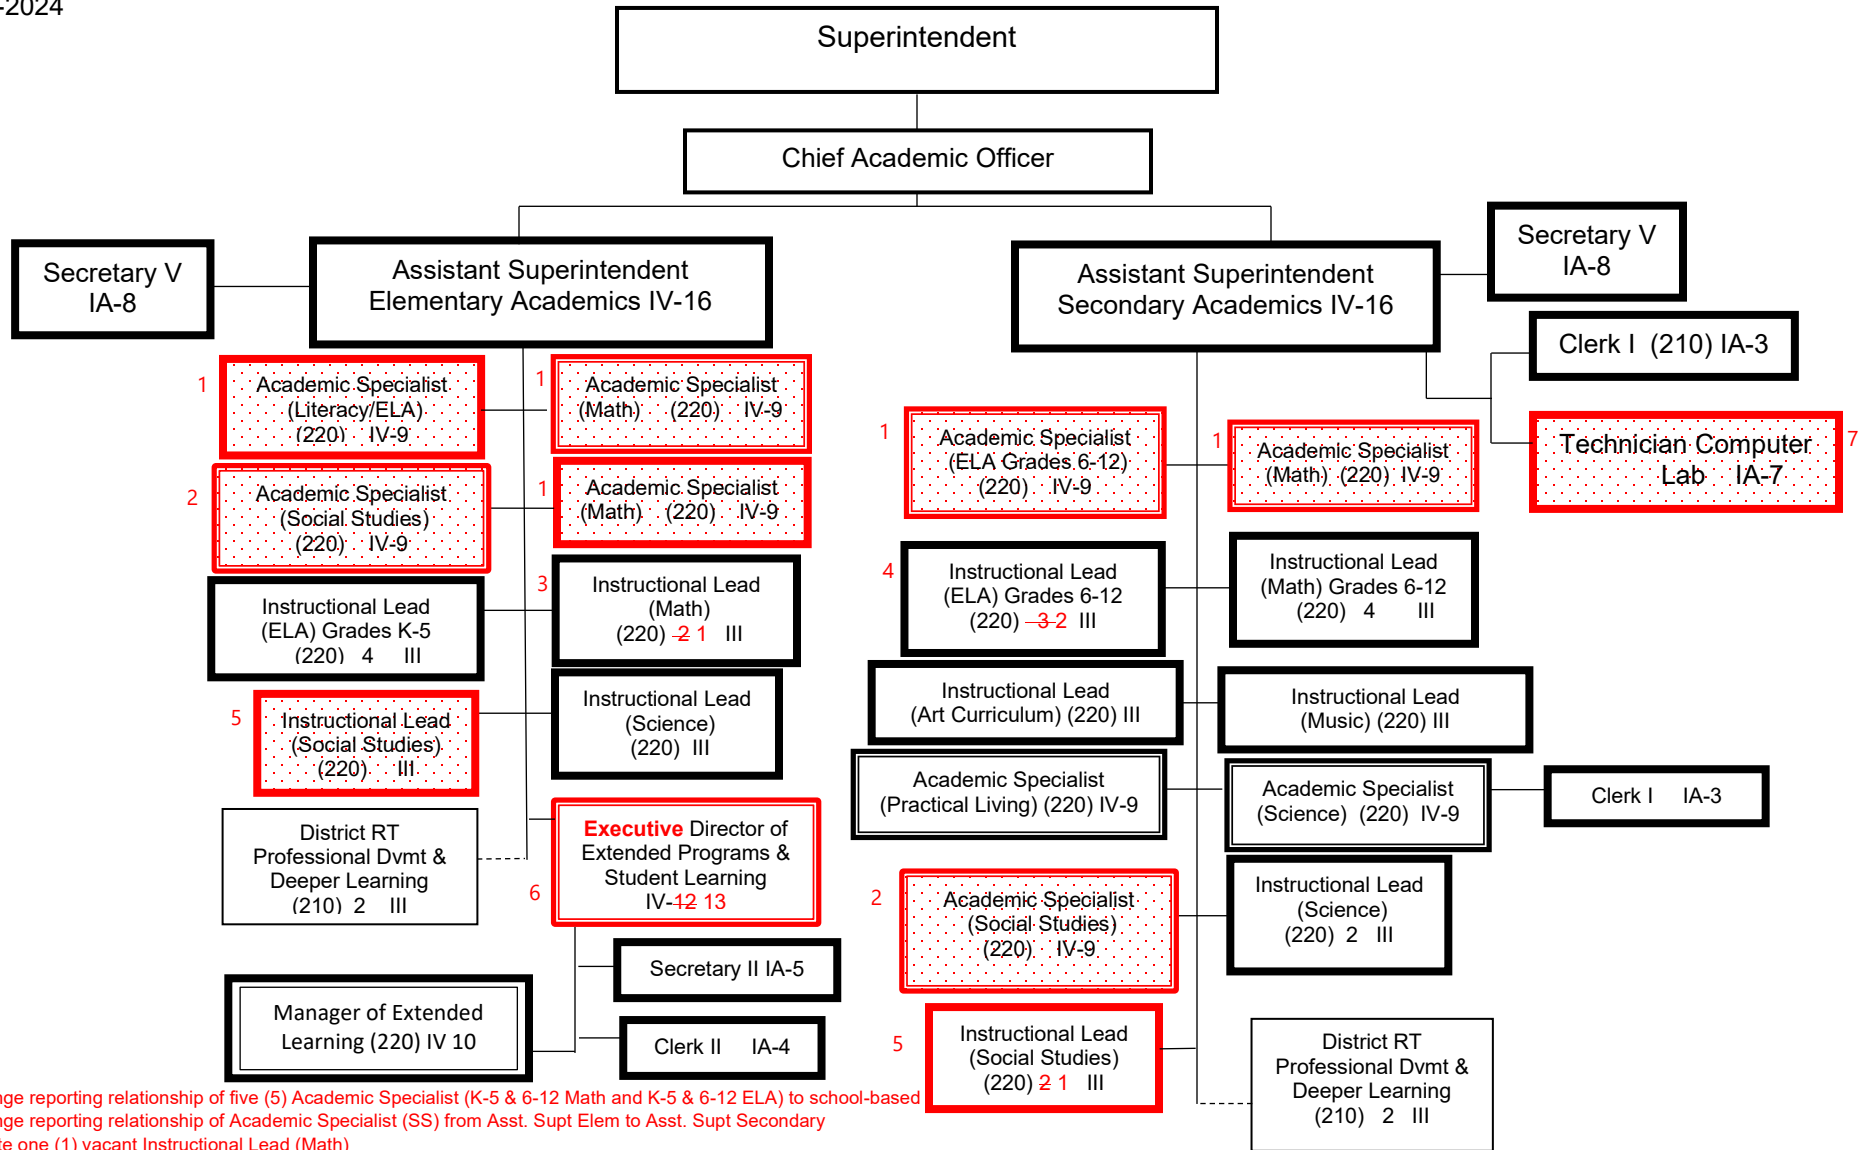 -2024
Superintendent
Chief Academic Officer
Secretary V
IA-8
Assistant Superintendent
Elementary Academics IV-16
Assistant Superintendent
Secondary Academics IV-16
Secretary V
IA-8
Clerk I (210) IA-3
Technician Computer
Lab IA-7
7
1
Academic Specialist
(Literacy/ELA)
(220) IV-9
1
Academic Specialist
(Math) (220) IV-9
2
Academic Specialist
(Social Studies)
(220) IV-9
1
Academic Specialist
(Math) (220) IV-9
Instructional Lead
(ELA) Grades K-5
(220) 4 III
3
Instructional Lead
(Math)
(220) 2 1 III
5
Instructional Lead
(Social Studies)
(220) III
Instructional Lead
(Science)
(220) III
District RT
Professional Dvmt &
Deeper Learning
(210) 2 III
6
Executive Director of
Extended Programs &
Student Learning
IV-12 13
Secretary II IA-5
Manager of Extended
Learning (220) IV 10
Clerk II IA-4
1
Academic Specialist
(ELA Grades 6-12)
(220) IV-9
1
Academic Specialist
(Math) (220) IV-9
4
Instructional Lead
(ELA) Grades 6-12
(220) 3 2 III
Instructional Lead
(Math) Grades 6-12
(220) 4 III
Instructional Lead
(Art Curriculum) (220) III
Instructional Lead
(Music) (220) III
Academic Specialist
(Practical Living) (220) IV-9
Academic Specialist
(Science) (220) IV-9
Clerk I IA-3
2
Academic Specialist
(Social Studies)
(220) IV-9
Instructional Lead
(Science)
(220) 2 III
5
Instructional Lead
(Social Studies)
(220) 2 1 III
District RT
Professional Dvmt &
Deeper Learning
(210) 2 III
nge reporting relationship of five (5) Academic Specialist (K-5 & 6-12 Math and K-5 & 6-12 ELA) to school-based
nge reporting relationship of Academic Specialist (SS) from Asst. Supt Elem to Asst. Supt Secondary
te one (1) vacant Instructional Lead (Math)